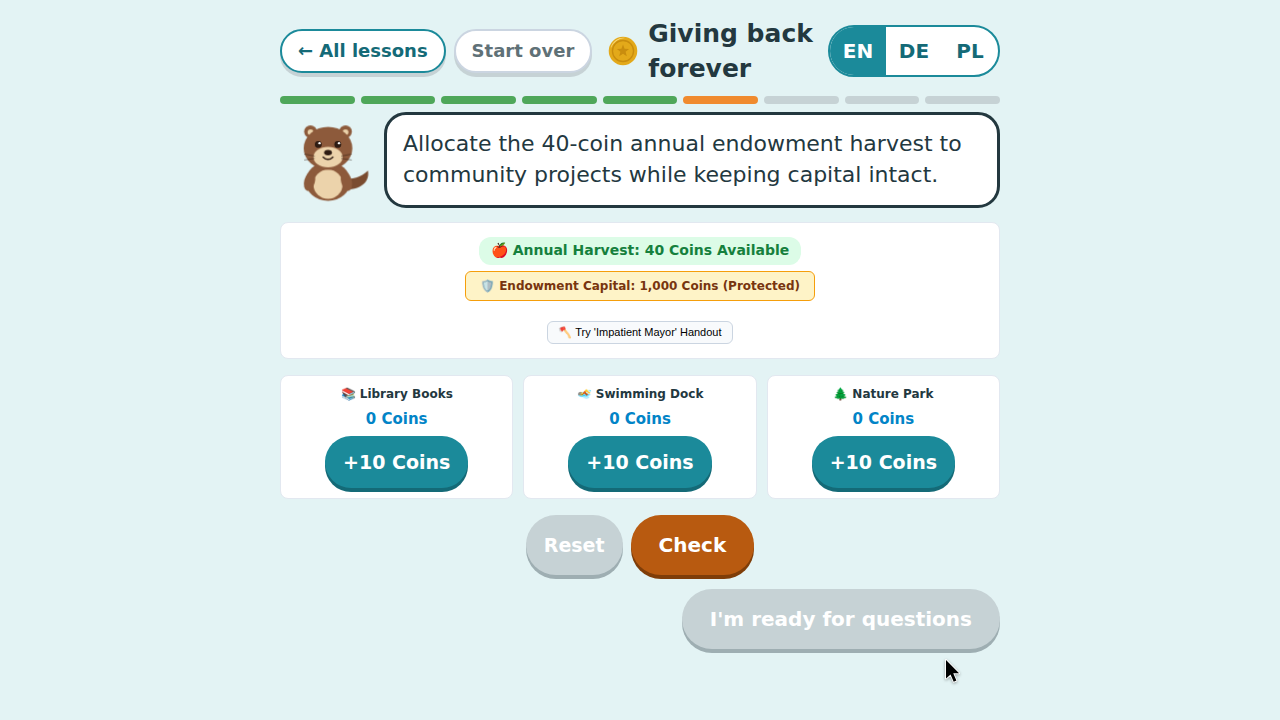 ← All lessons
Start over
Giving back
forever
EN DE PL
Allocate the 40-coin annual endowment harvest to
community projects while keeping capital intact.
🍎 Annual Harvest: 40 Coins Available
🛡️ Endowment Capital: 1,000 Coins (Protected)
🪓 Try 'Impatient Mayor' Handout
📚 Library Books
0 Coins
+10 Coins
🏊 Swimming Dock
0 Coins
+10 Coins
🌲 Nature Park
0 Coins
+10 Coins
Reset
Check
I'm ready for questions